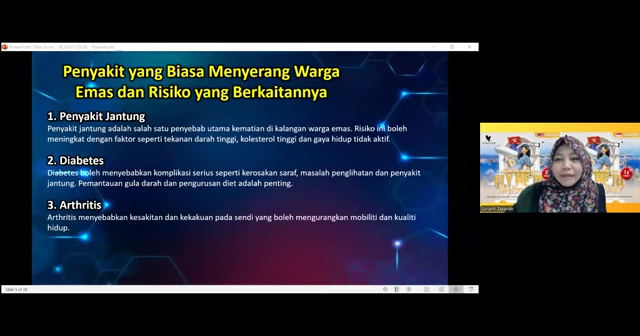 Penyakit yang Biasa Menyerang Warga
Emas dan Risiko yang Berkaitannya
1. Penyakit Jantung
Penyakit jantung adalah salah satu penyebab utama kematian di kalangan warga emas. Risiko ini boleh
meningkat dengan faktor seperti tekanan darah tinggi, kolesterol tinggi dan gaya hidup tidak aktif.
2. Diabetes
Diabetes boleh menyebabkan komplikasi serius seperti kerosakan saraf, masalah penglihatan dan penyakit
jantung. Pemantauan gula darah dan pengurusan diet adalah penting.
3. Arthritis
Arthritis menyebabkan kesakitan dan kekakuan pada sendi yang boleh mengurangkan mobiliti dan kualiti
hidup.
Slide 5 of 30